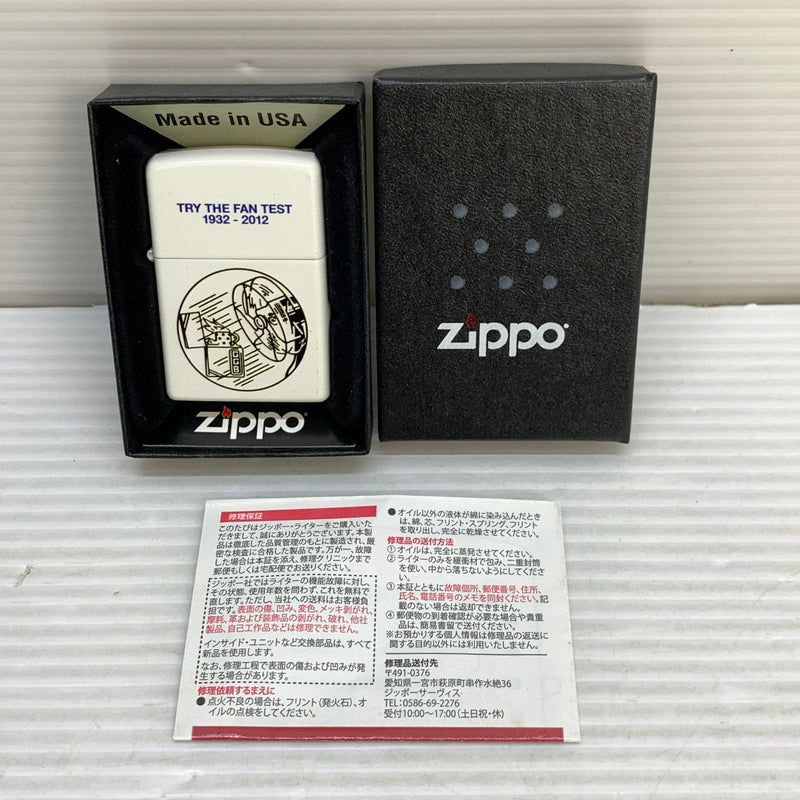 Made in USA
TRY THE FAN TEST
1932 - 2012
zippo
zippo
修理保証
このたびはジッポー・ライターをご購入いた
だきまして、誠にありがとうございます。本製
品は徹底した品質管理のもとに製造され、厳
密な検査に合格した製品です。万が一、故障
した場合は本証を添え、修理クリニックまで
郵便もしくは宅配便でお送りください。
ジッポー社ではライターの機能故障に対し、
その状態、使用年数を問わず、これを無料で
直します。ただし、当社への送料はお客様負
担です。表面の傷、凹み、変色、メッキ剥がれ、
摩耗、革および装飾品の剥がれ、破れ、他社
製品、自己工作品などは修理できません。
インサイド・ユニットなど交換部品は、すべて
新品を使用します。
なお、修理工程で表面の傷および凹みが発
生する場合があります。
修理依頼するまえに
●点火不良の場合は、フリント(発火石)、オ
イルの点検をしてください。
●オイル以外の液体が綿に染み込んだとき
は、綿、芯、フリント・スプリング、フリント
を取り出し、完全に乾燥させてください。
修理品の送付方法
①オイルは、完全に蒸発させてください。
②ライターのみを緩衝材で包み、二重封筒
を使い、中から落ちないようにしてくださ
い。
③本証とともに故障個所、郵便番号、住所、
氏名、電話番号のメモを同封ください。記
載のない場合は返却できません。
④郵便物の到着確認が必要な場合や貴重
品は、簡易書留で送付ください。
※お預かりする個人情報は修理品の返送に
関する目的以外には利用いたしません。
修理品送付先
〒491-0376
愛知県一宮市萩原町串作水絶36
ジッポーサーヴィス
TEL:0586-69-2276
受付10:00〜17:00(土日祝・休)